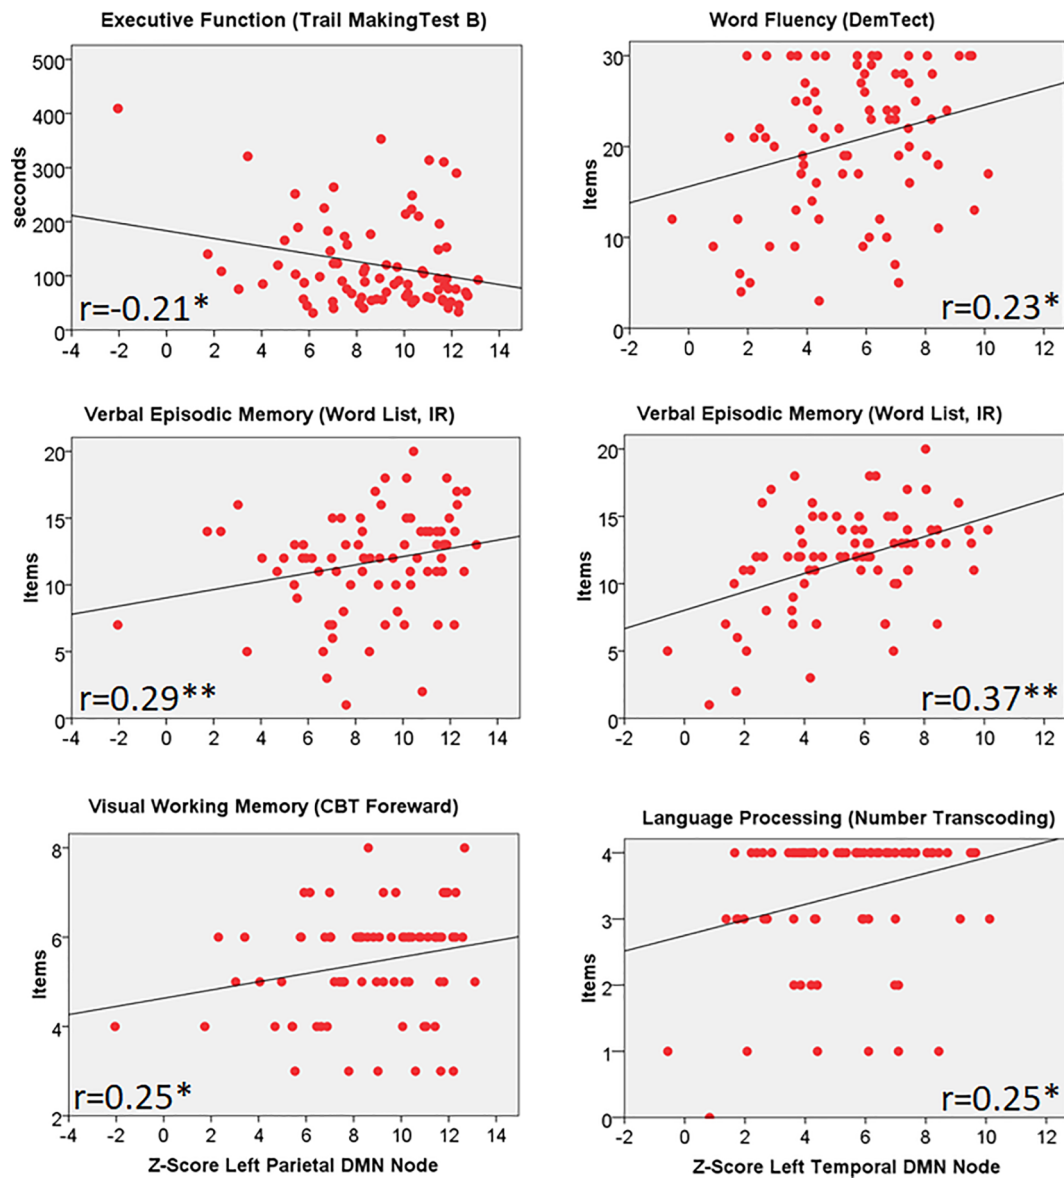 Executive Function (Trail MakingTest B)
500
400
300
200
100
0
seconds
r=-0.21*
-4 -2 0 2 4 6 8 10 12 14
Word Fluency (DemTect)
30
20
10
0
Items
r=0.23*
-2 0 2 4 6 8 10 12
Verbal Episodic Memory (Word List, IR)
20
15
10
5
0
Items
r=0.29**
-4 -2 0 2 4 6 8 10 12 14
Verbal Episodic Memory (Word List, IR)
20
15
10
5
0
Items
r=0.37**
-2 0 2 4 6 8 10 12
Visual Working Memory (CBT Foreward)
8
6
4
2
Items
r=0.25*
-4 -2 0 2 4 6 8 10 12 14
Z-Score Left Parietal DMN Node
Language Processing (Number Transcoding)
4
3
2
1
0
Items
r=0.25*
-2 0 2 4 6 8 10 12
Z-Score Left Temporal DMN Node